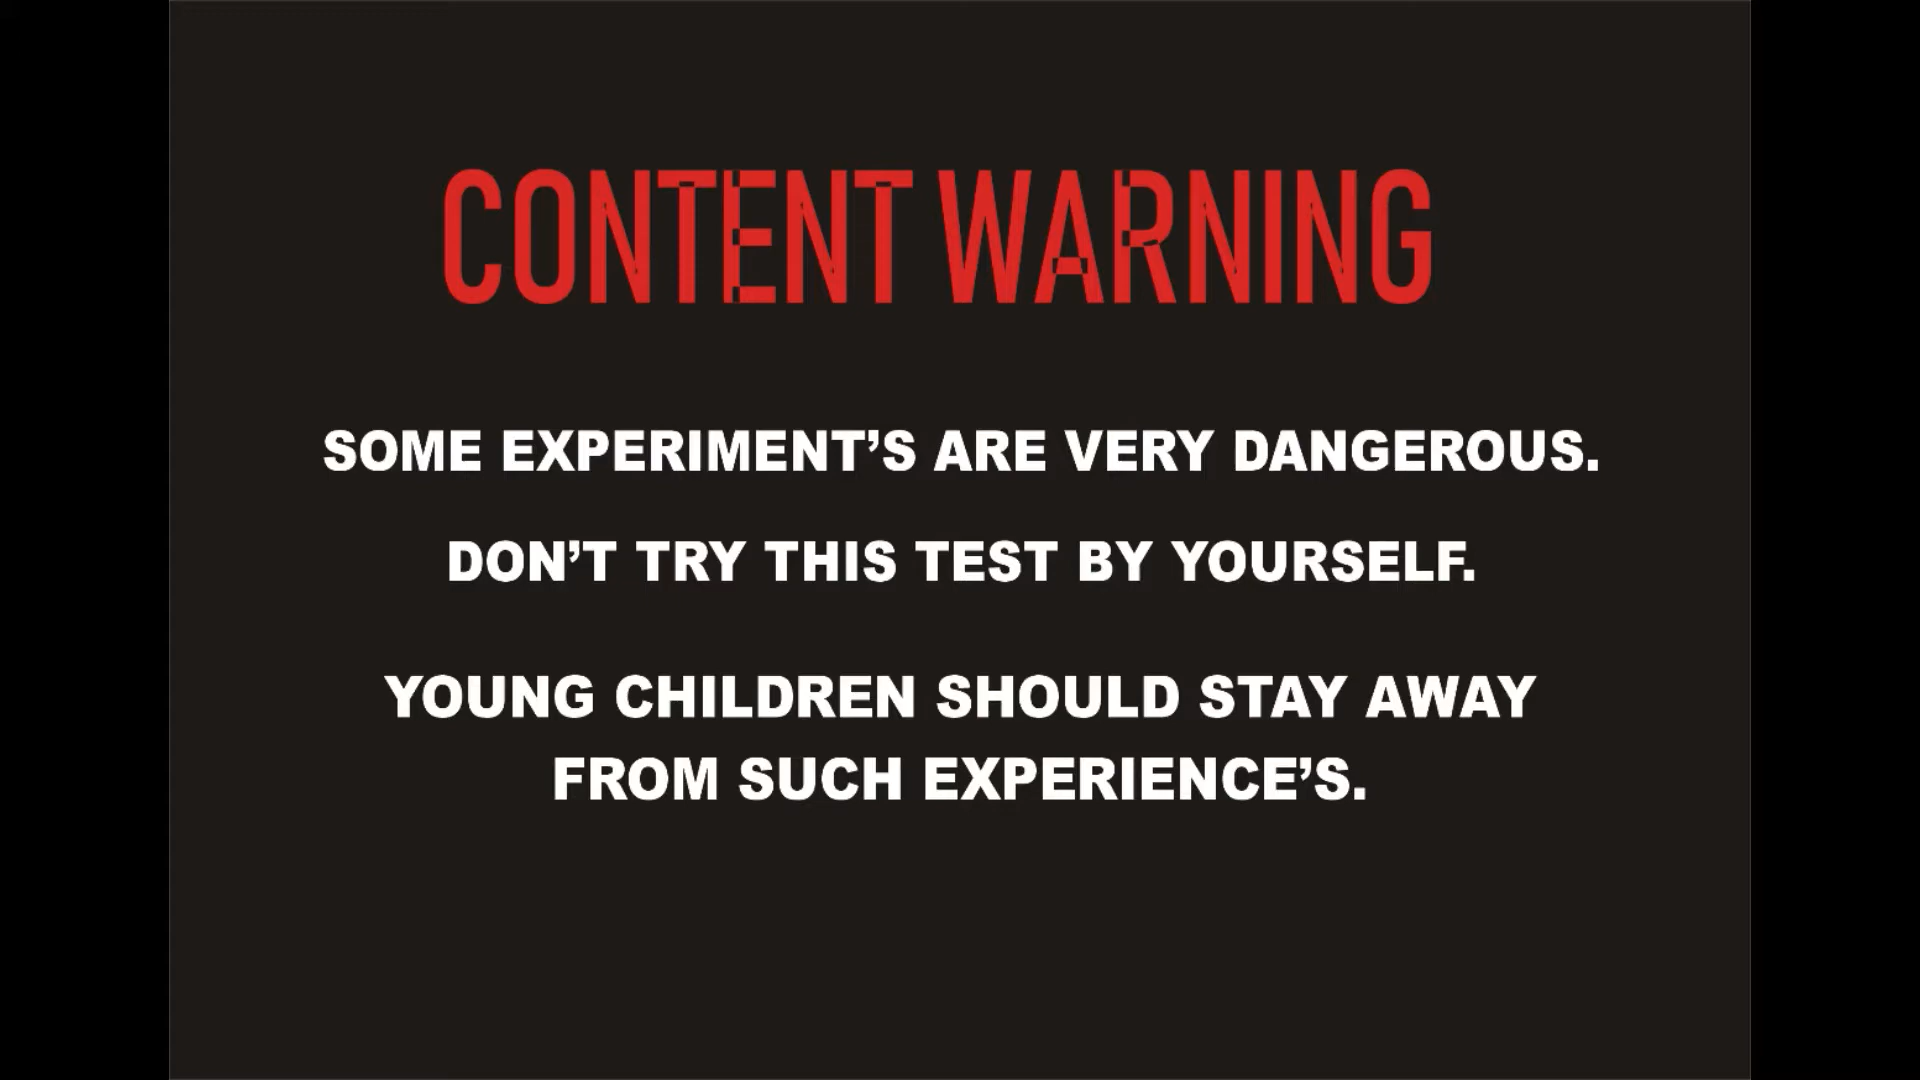 CONTENT WARNING
SOME EXPERIMENT’S ARE VERY DANGEROUS.
DON’T TRY THIS TEST BY YOURSELF.
YOUNG CHILDREN SHOULD STAY AWAY
FROM SUCH EXPERIENCE’S.